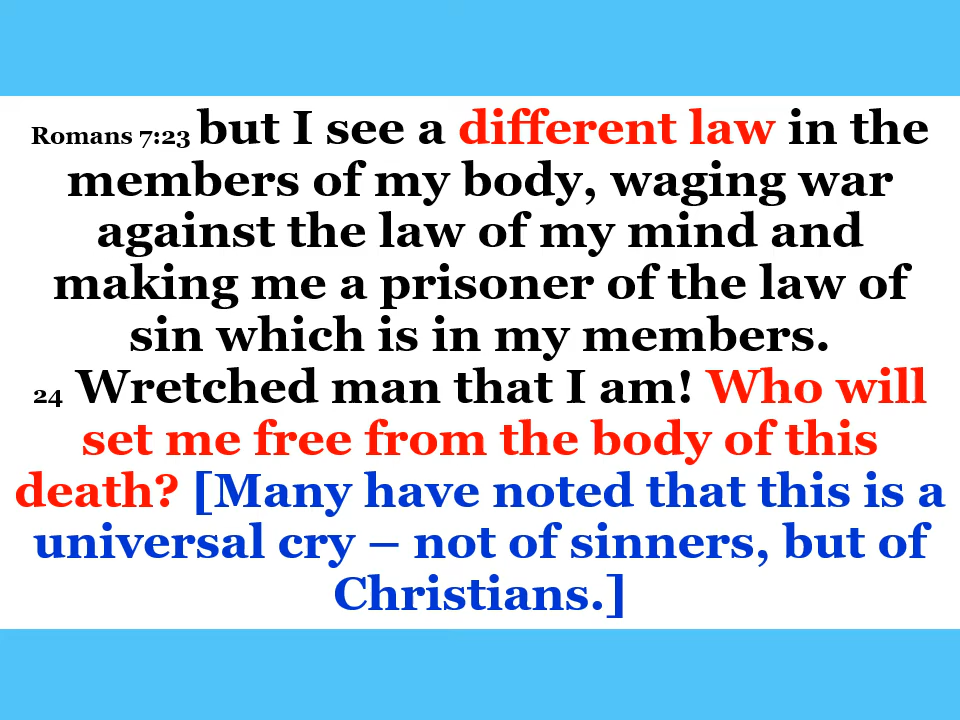 Romans 7:23 but I see a different law in the
members of my body, waging war
against the law of my mind and
making me a prisoner of the law of
sin which is in my members.
24 Wretched man that I am! Who will
set me free from the body of this
death? [Many have noted that this is a
universal cry – not of sinners, but of
Christians.]